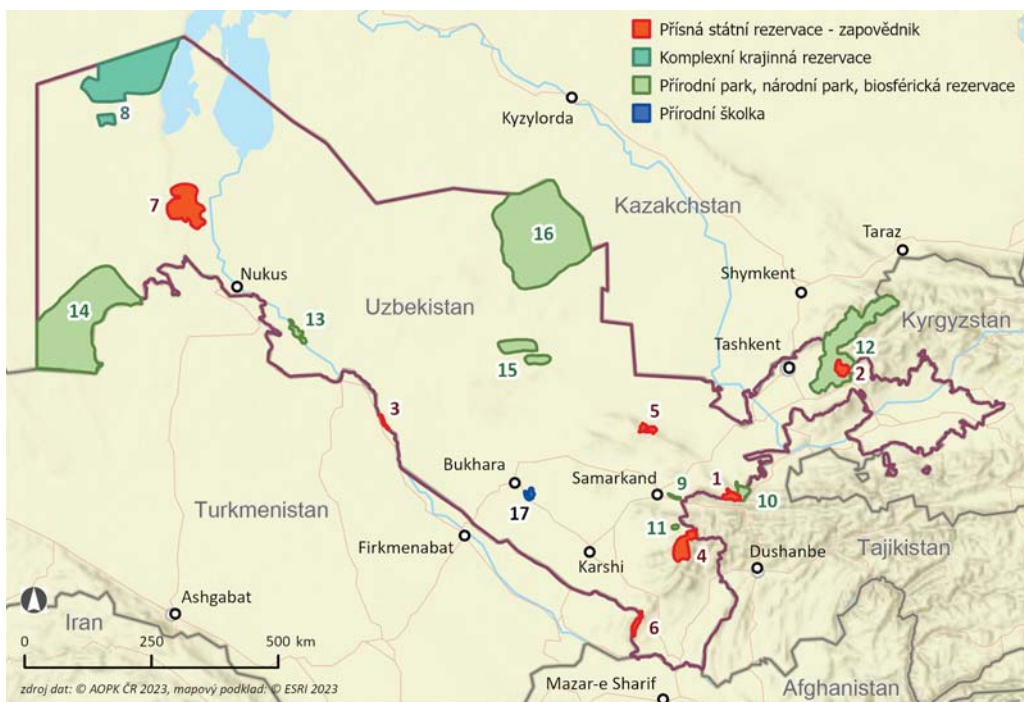 Přísná státní rezervace - zapovědnik
Komplexní krajinná rezervace
Přírodní park, národní park, biosférická rezervace
Přírodní školka
8
Kyzylorda
7
Kazakchstan
16
Taraz
Nukus
Shymkent
14
Uzbekistan
13
Kyrgyzstan
Tashkent
12
15
2
3
5
Bukhara
Samarkand
9
1
10
17
Turkmenistan
11
Firkmenabat
4
Tajikistan
Karshi
Dushanbe
Ashgabat
Iran
6
0 250 500 km
Mazar-e Sharif
Afghanistan
zdroj dat: © AOPK ČR 2023, mapový podklad: © ESRI 2023